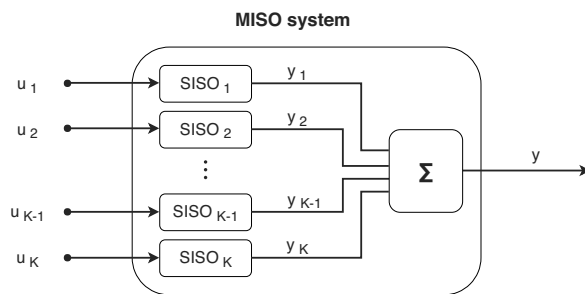 MISO system
u 1 SISO 1 y 1
u 2 SISO 2 y 2
⋮
Σ y
u K-1 SISO K-1 y K-1
u K SISO K y K